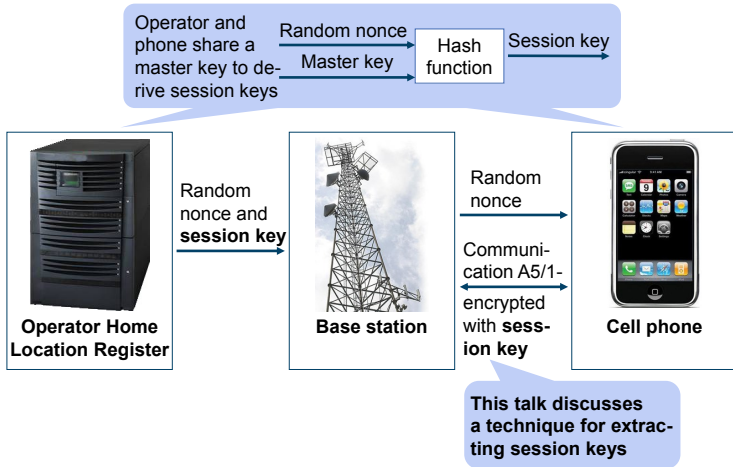 Operator and
phone share a
master key to de-
rive session keys
Random nonce
Master key
Hash
function
Session key
Random
nonce and
session key
Operator Home
Location Register
Base station
Random
nonce
Communi-
cation A5/1-
encrypted
with sess-
ion key
Cell phone
This talk discusses
a technique for extrac-
ting session keys